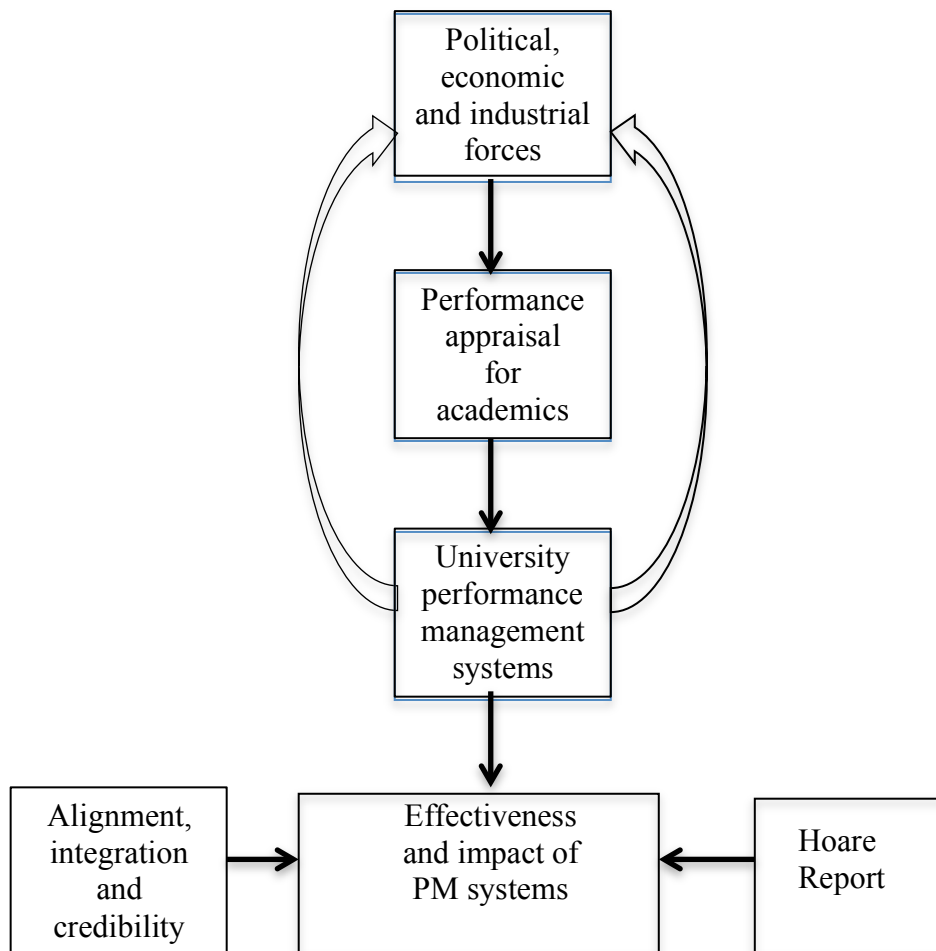 Political,
economic
and industrial
forces
Performance
appraisal
for
academics
University
performance
management
systems
Alignment,
integration
and
credibility
Effectiveness
and impact of
PM systems
Hoare
Report